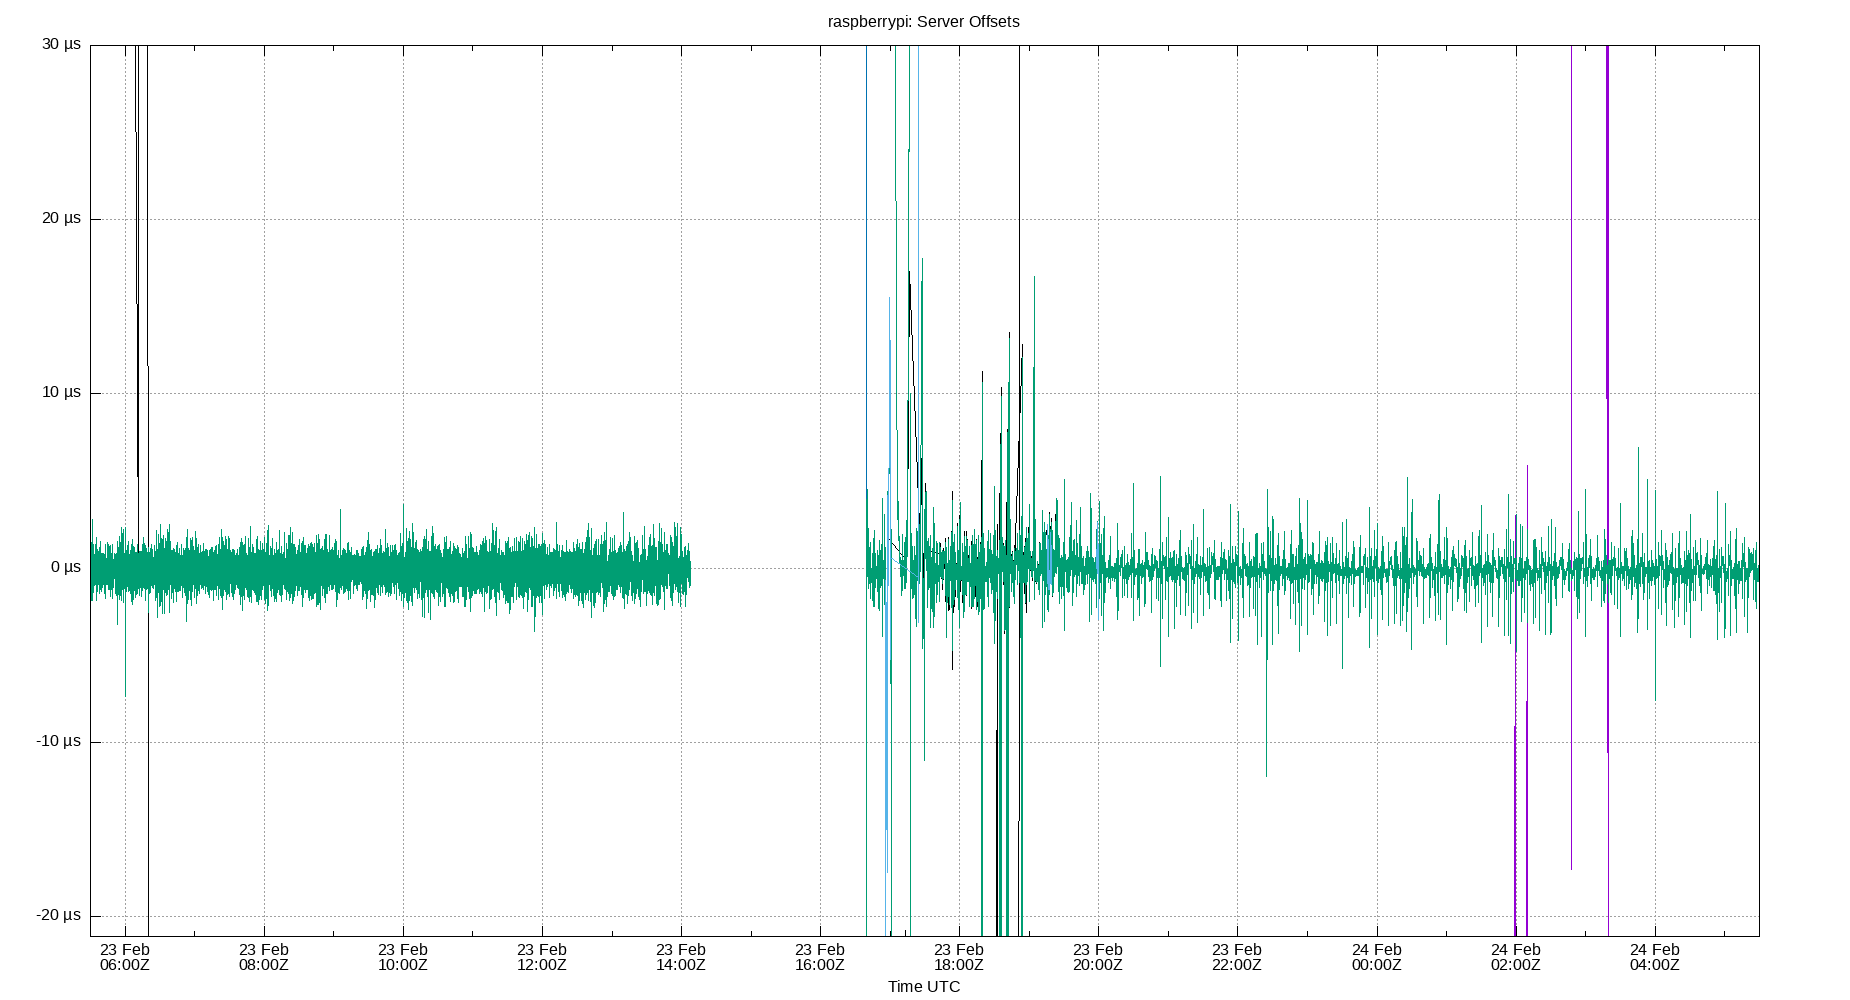 raspberrypi: Server Offsets
30 µs
20 µs
10 µs
0 µs
-10 µs
-20 µs
23 Feb 23 Feb 23 Feb 23 Feb 23 Feb 23 Feb 23 Feb 23 Feb 23 Feb 24 Feb 24 Feb 24 Feb
06:00Z 08:00Z 10:00Z 12:00Z 14:00Z 16:00Z 18:00Z 20:00Z 22:00Z 00:00Z 02:00Z 04:00Z
Time UTC